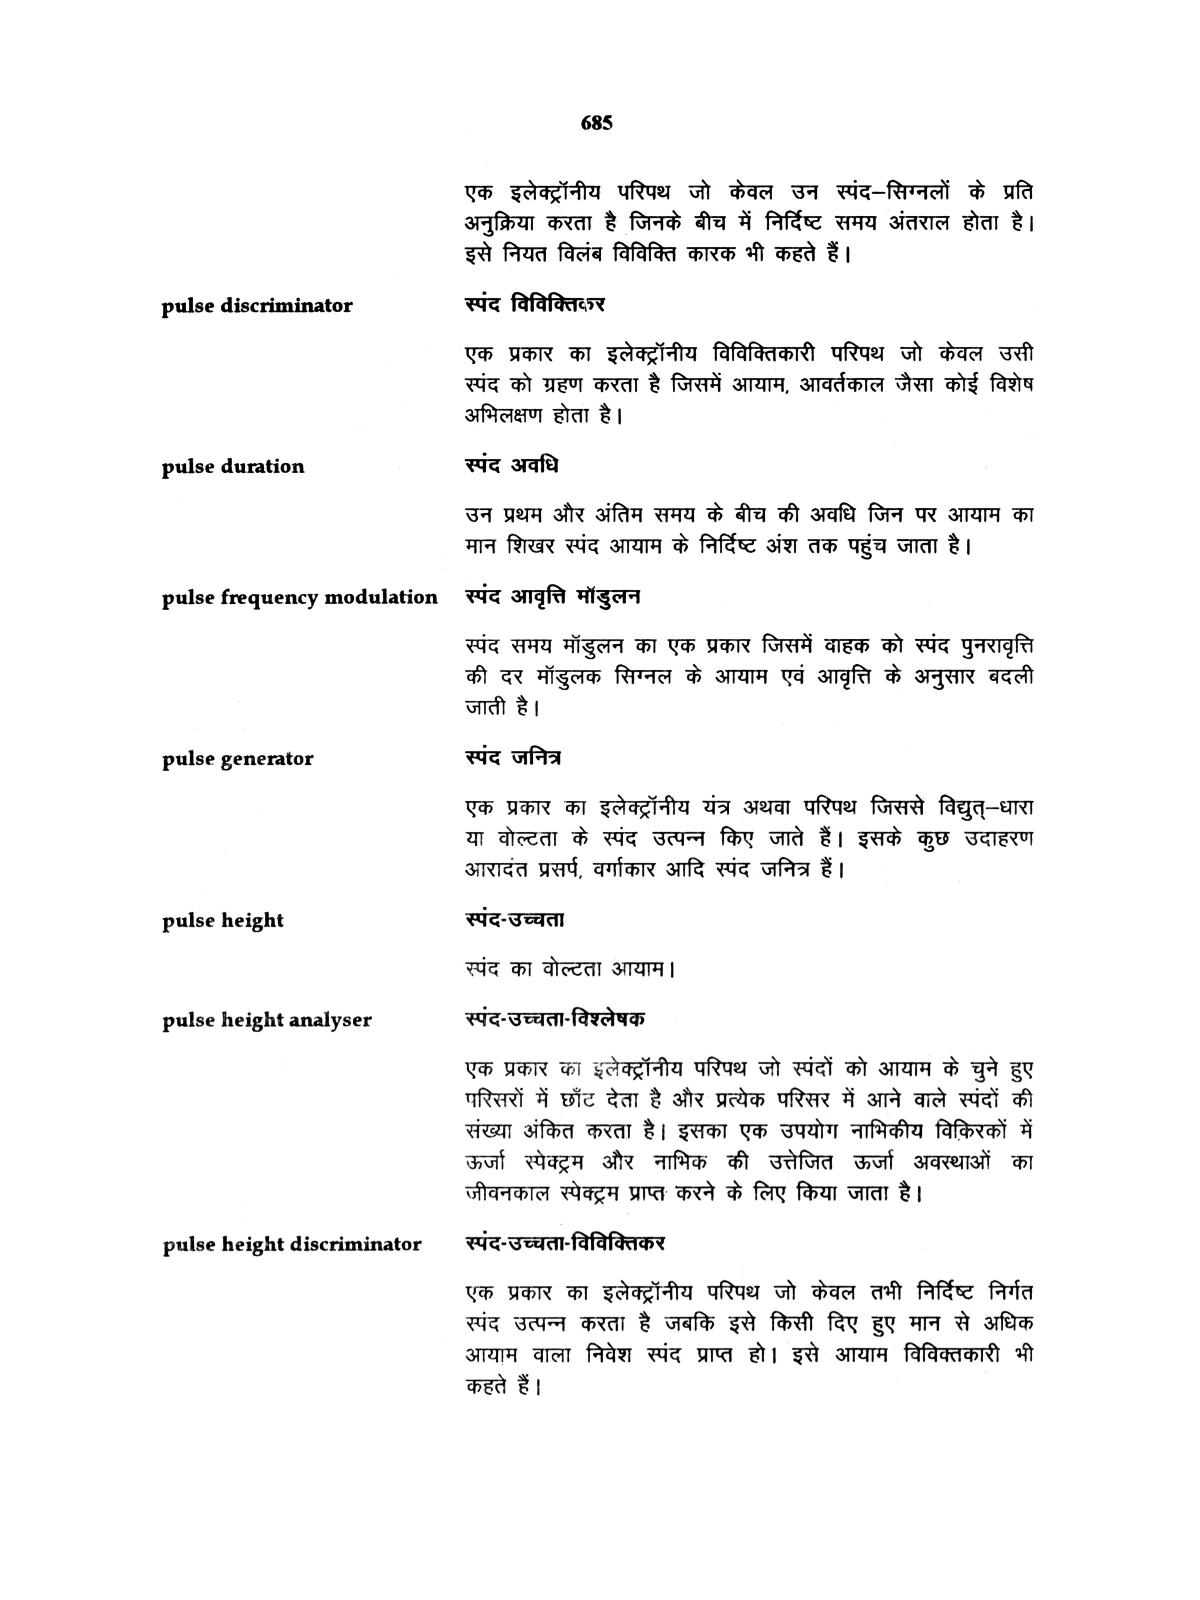 685
एक इलेक्ट्रॉनीय परिपथ जो केवल उन स्पंद–सिग्नलों के प्रति
अनुक्रिया करता है जिनके बीच में निर्दिष्ट समय अंतराल होता है।
इसे नियत विलंब विविक्ति कारक भी कहते हैं।
pulse discriminator स्पंद विविक्तिकर
एक प्रकार का इलेक्ट्रॉनीय विविक्तिकारी परिपथ जो केवल उसी
स्पंद को ग्रहण करता है जिसमें आयाम, आवर्तकाल जैसा कोई विशेष
अभिलक्षण होता है।
pulse duration स्पंद अवधि
उन प्रथम और अंतिम समय के बीच की अवधि जिन पर आयाम का
मान शिखर स्पंद आयाम के निर्दिष्ट अंश तक पहुंच जाता है।
pulse frequency modulation स्पंद आवृत्ति मॉडुलन
स्पंद समय मॉडुलन का एक प्रकार जिसमें वाहक को स्पंद पुनरावृत्ति
की दर मॉडुलक सिग्नल के आयाम एवं आवृत्ति के अनुसार बदली
जाती है।
pulse generator स्पंद जनित्र
एक प्रकार का इलेक्ट्रॉनीय यंत्र अथवा परिपथ जिससे विद्युत्–धारा
या वोल्टता के स्पंद उत्पन्न किए जाते हैं। इसके कुछ उदाहरण
आरादंत प्रसर्प, वर्गाकार आदि स्पंद जनित्र हैं।
pulse height स्पंद-उच्चता
स्पंद का वोल्टता आयाम।
pulse height analyser स्पंद-उच्चता-विश्लेषक
एक प्रकार का इलेक्ट्रॉनीय परिपथ जो स्पंदों को आयाम के चुने हुए
परिसरों में छाँट देता है और प्रत्येक परिसर में आने वाले स्पंदों की
संख्या अंकित करता है। इसका एक उपयोग नाभिकीय विकिरकों में
ऊर्जा स्पेक्ट्रम और नाभिक की उत्तेजित ऊर्जा अवस्थाओं का
जीवनकाल स्पेक्ट्रम प्राप्त करने के लिए किया जाता है।
pulse height discriminator स्पंद-उच्चता-विविक्तिकर
एक प्रकार का इलेक्ट्रॉनीय परिपथ जो केवल तभी निर्दिष्ट निर्गत
स्पंद उत्पन्न करता है जबकि इसे किसी दिए हुए मान से अधिक
आयाम वाला निवेश स्पंद प्राप्त हो। इसे आयाम विविक्तकारी भी
कहते हैं।